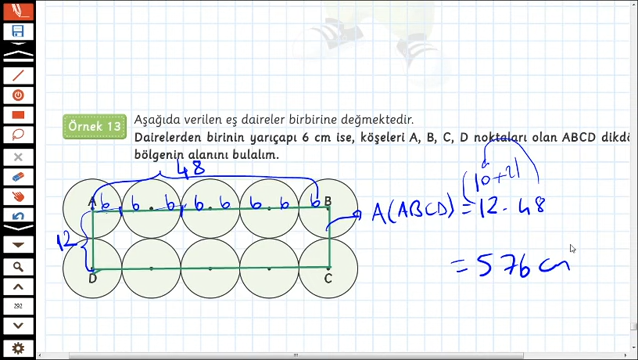 Örnek 13
Aşağıda verilen eş daireler birbirine değmektedir.
Dairelerden birinin yarıçapı 6 cm ise, köşeleri A, B, C, D noktaları olan ABCD dikdö
bölgenin alanını bulalım.
48
(10+2)
A 6 6 6 6 6 6 6 6 B
A(ABCD) = 12.48
12
= 576 cm
D C
292